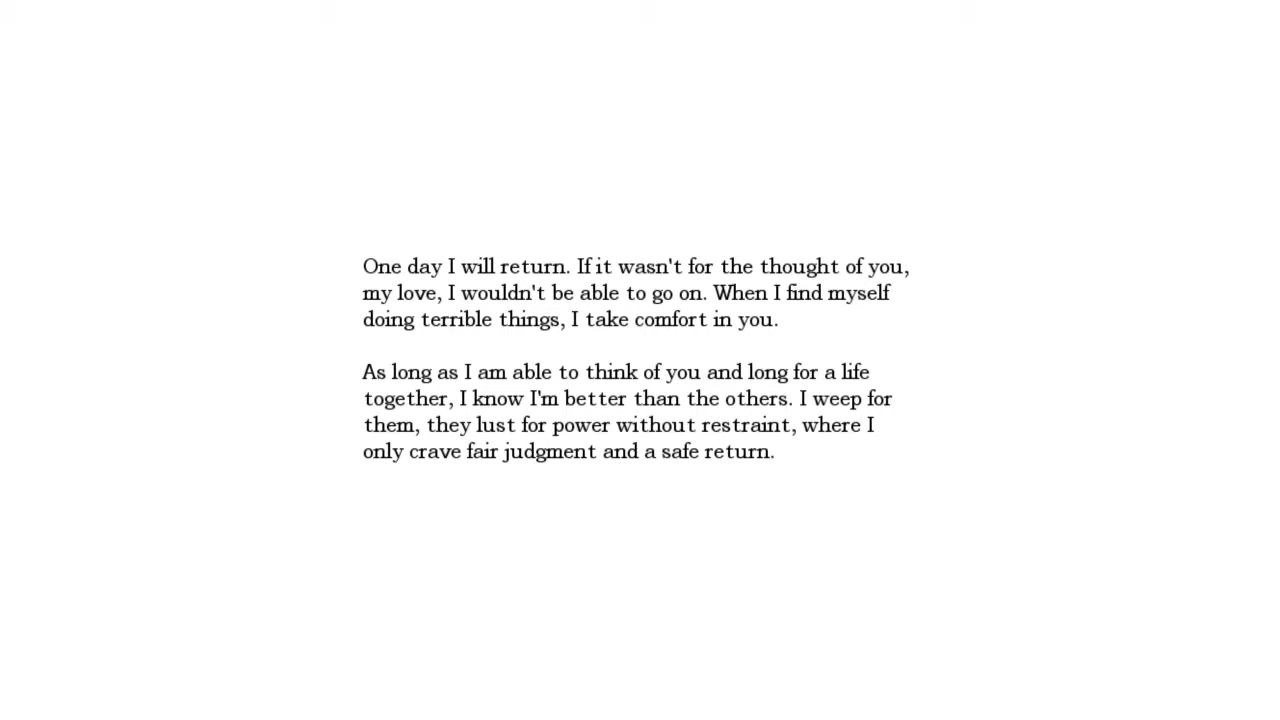 One day I will return. If it wasn't for the thought of you,
my love, I wouldn't be able to go on. When I find myself
doing terrible things, I take comfort in you.
As long as I am able to think of you and long for a life
together, I know I'm better than the others. I weep for
them, they lust for power without restraint, where I
only crave fair judgment and a safe return.